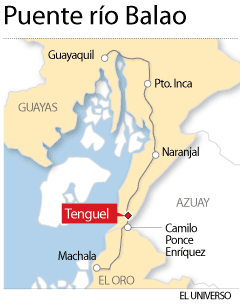 Puente río Balao
Guayaquil
Pto. Inca
GUAYAS
Naranjal
AZUAY
Tenguel
Camilo
Ponce
Enríquez
Machala
EL ORO
EL UNIVERSO